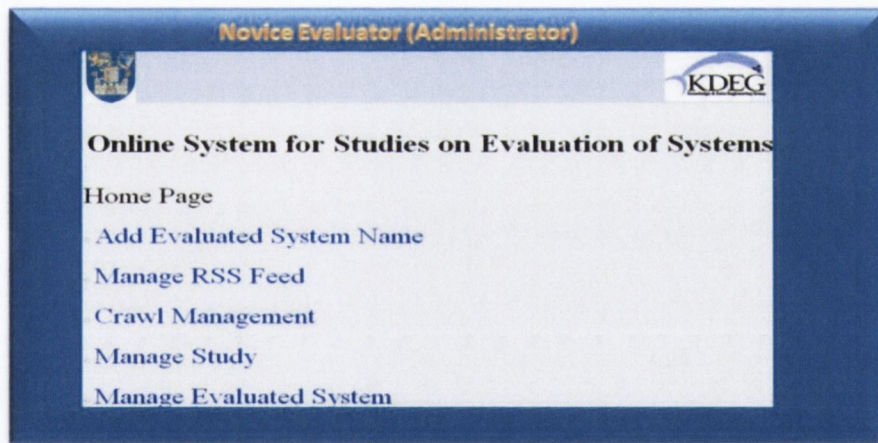 Novice Evaluator (Administrator)
KDEG
Online System for Studies on Evaluation of Systems
Home Page
Add Evaluated System Name
Manage RSS Feed
Crawl Management
Manage Study
Manage Evaluated System